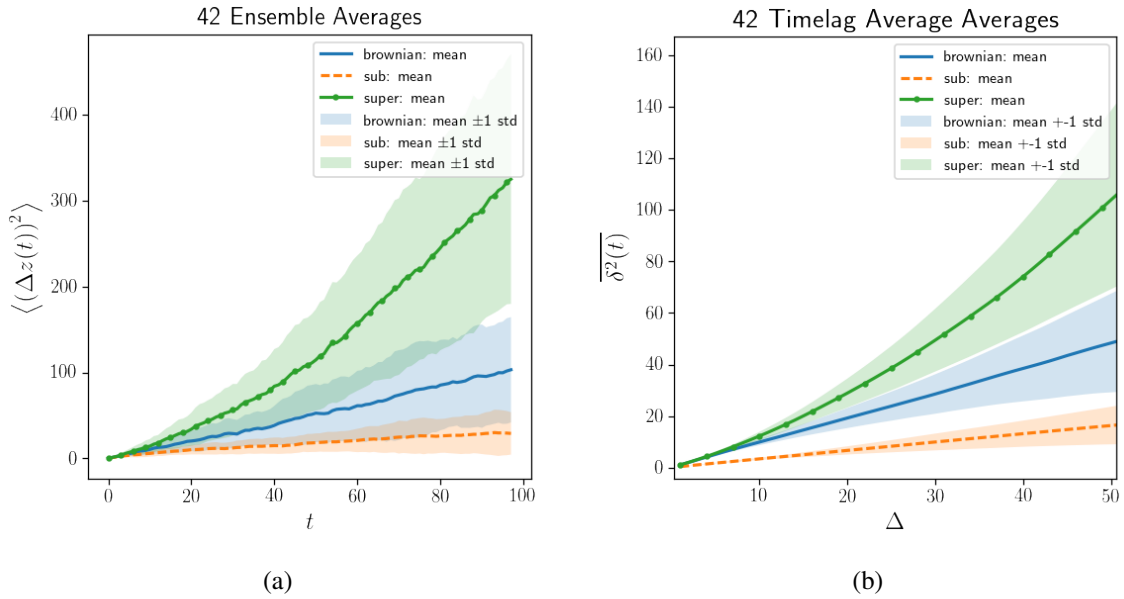 42 Ensemble Averages
brownian: mean
sub: mean
super: mean
brownian: mean ±1 std
sub: mean ±1 std
super: mean ±1 std
400
300
200
100
0
⟨(Δz(t))²⟩
0 20 40 60 80 100
t
(a)
42 Timelag Average Averages
brownian: mean
sub: mean
super: mean
brownian: mean +-1 std
sub: mean +-1 std
super: mean +-1 std
160
140
120
100
80
60
40
20
0
\overline{δ²(t)}
10 20 30 40 50
Δ
(b)